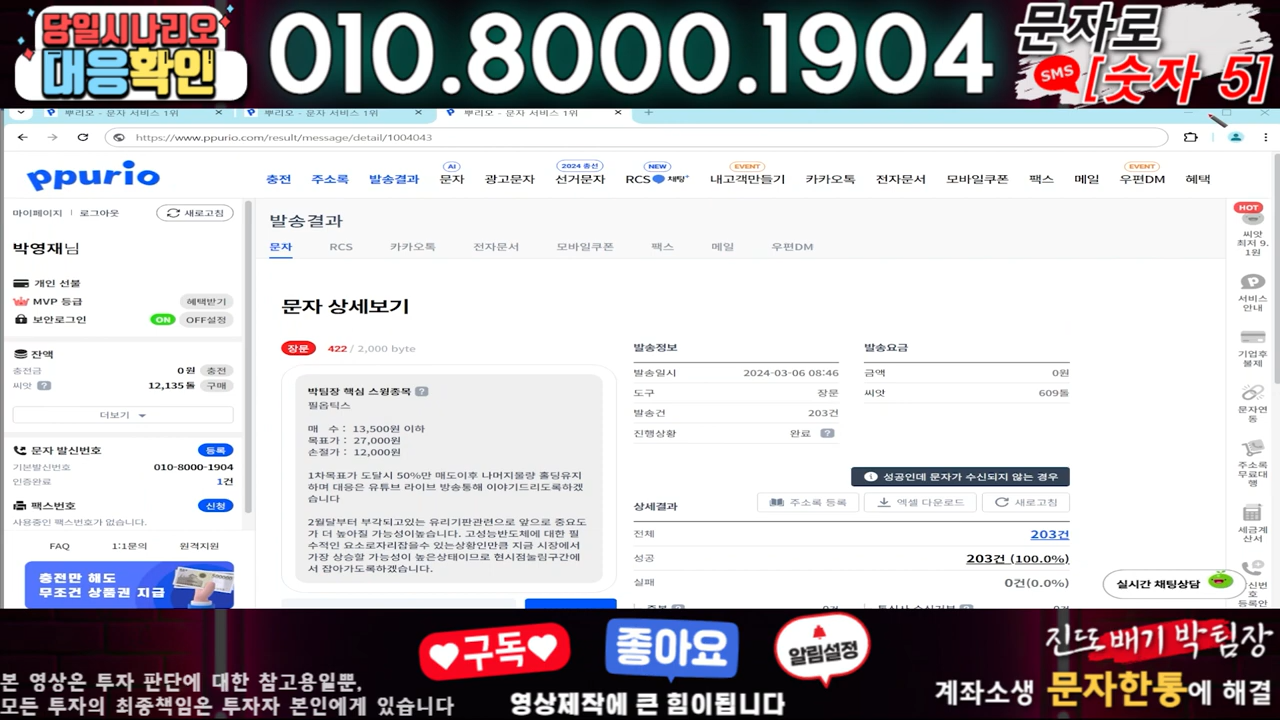 당일시나리오
대응확인
010.8000.1904
문자로
SMS [숫자 5]
뿌리오 - 문자 서비스 1위
뿌리오 - 문자 서비스 1위
뿌리오 - 문자 서비스 1위
https://www.ppurio.com/result/message/detail/1004043
ppurio
충전
주소록
발송결과
AI
문자
광고문자
2024 총선
선거문자
NEW
RCS 채팅+
EVENT
내고객만들기
카카오톡
전자문서
모바일쿠폰
팩스
메일
EVENT
우편DM
혜택
마이페이지 | 로그아웃
새로고침
박영재님
개인 선불
MVP 등급 혜택받기
보안로그인 ON OFF설정
잔액
충전금 0원 충전
씨앗 ? 12,135톨 구매
더보기
문자 발신번호 등록
기본발신번호 010-8000-1904
인증완료 1건
팩스번호 신청
사용중인 팩스번호가 없습니다.
FAQ 1:1문의 원격지원
충전만 해도
무조건 상품권 지급
발송결과
문자 RCS 카카오톡 전자문서 모바일쿠폰 팩스 메일 우편DM
문자 상세보기
장문 422 / 2,000 byte
박팀장 핵심 스윙종목 ?
필옵틱스
매 수 : 13,500원 이하
목표가 : 27,000원
손절가 : 12,000원
1차목표가 도달시 50%만 매도이후 나머지물량 홀딩유지
하며 대응은 유튜브 라이브 방송통해 이야기드리도록하겠
습니다
2월달부터 부각되고있는 유리기판관련으로 앞으로 중요도
가 더 높아질 가능성이높습니다. 고성능반도체에 대한 필
수적인 요소로자리잡을수 있는상황인만큼 지금 시장에서
가장 상승할 가능성이 높은상태이므로 현시점눌림구간에
서 잡아가도록하겠습니다.
발송정보
발송일시 2024-03-06 08:46
도구 장문
발송건 203건
진행상황 완료 ?
발송요금
금액 0원
씨앗 609톨
성공인데 문자가 수신되지 않는 경우
상세결과
주소록 등록
엑셀 다운로드
새로고침
전체 203건
성공 203건 (100.0%)
실패 0건(0.0%)
HOT
씨앗
최저 9.
1원
서비스
안내
기업후
불제
문자연
동
주소록
무료대
행
세금계
산서
발신번
호
등록안
실시간 채팅상담
구독
좋아요
알림설정
영상제작에 큰 힘이됩니다
본 영상은 투자 판단에 대한 참고용일뿐,
모든 투자의 최종책임은 투자자 본인에게 있습니다
진또배기 박팀장
계좌소생 문자한통에 해결